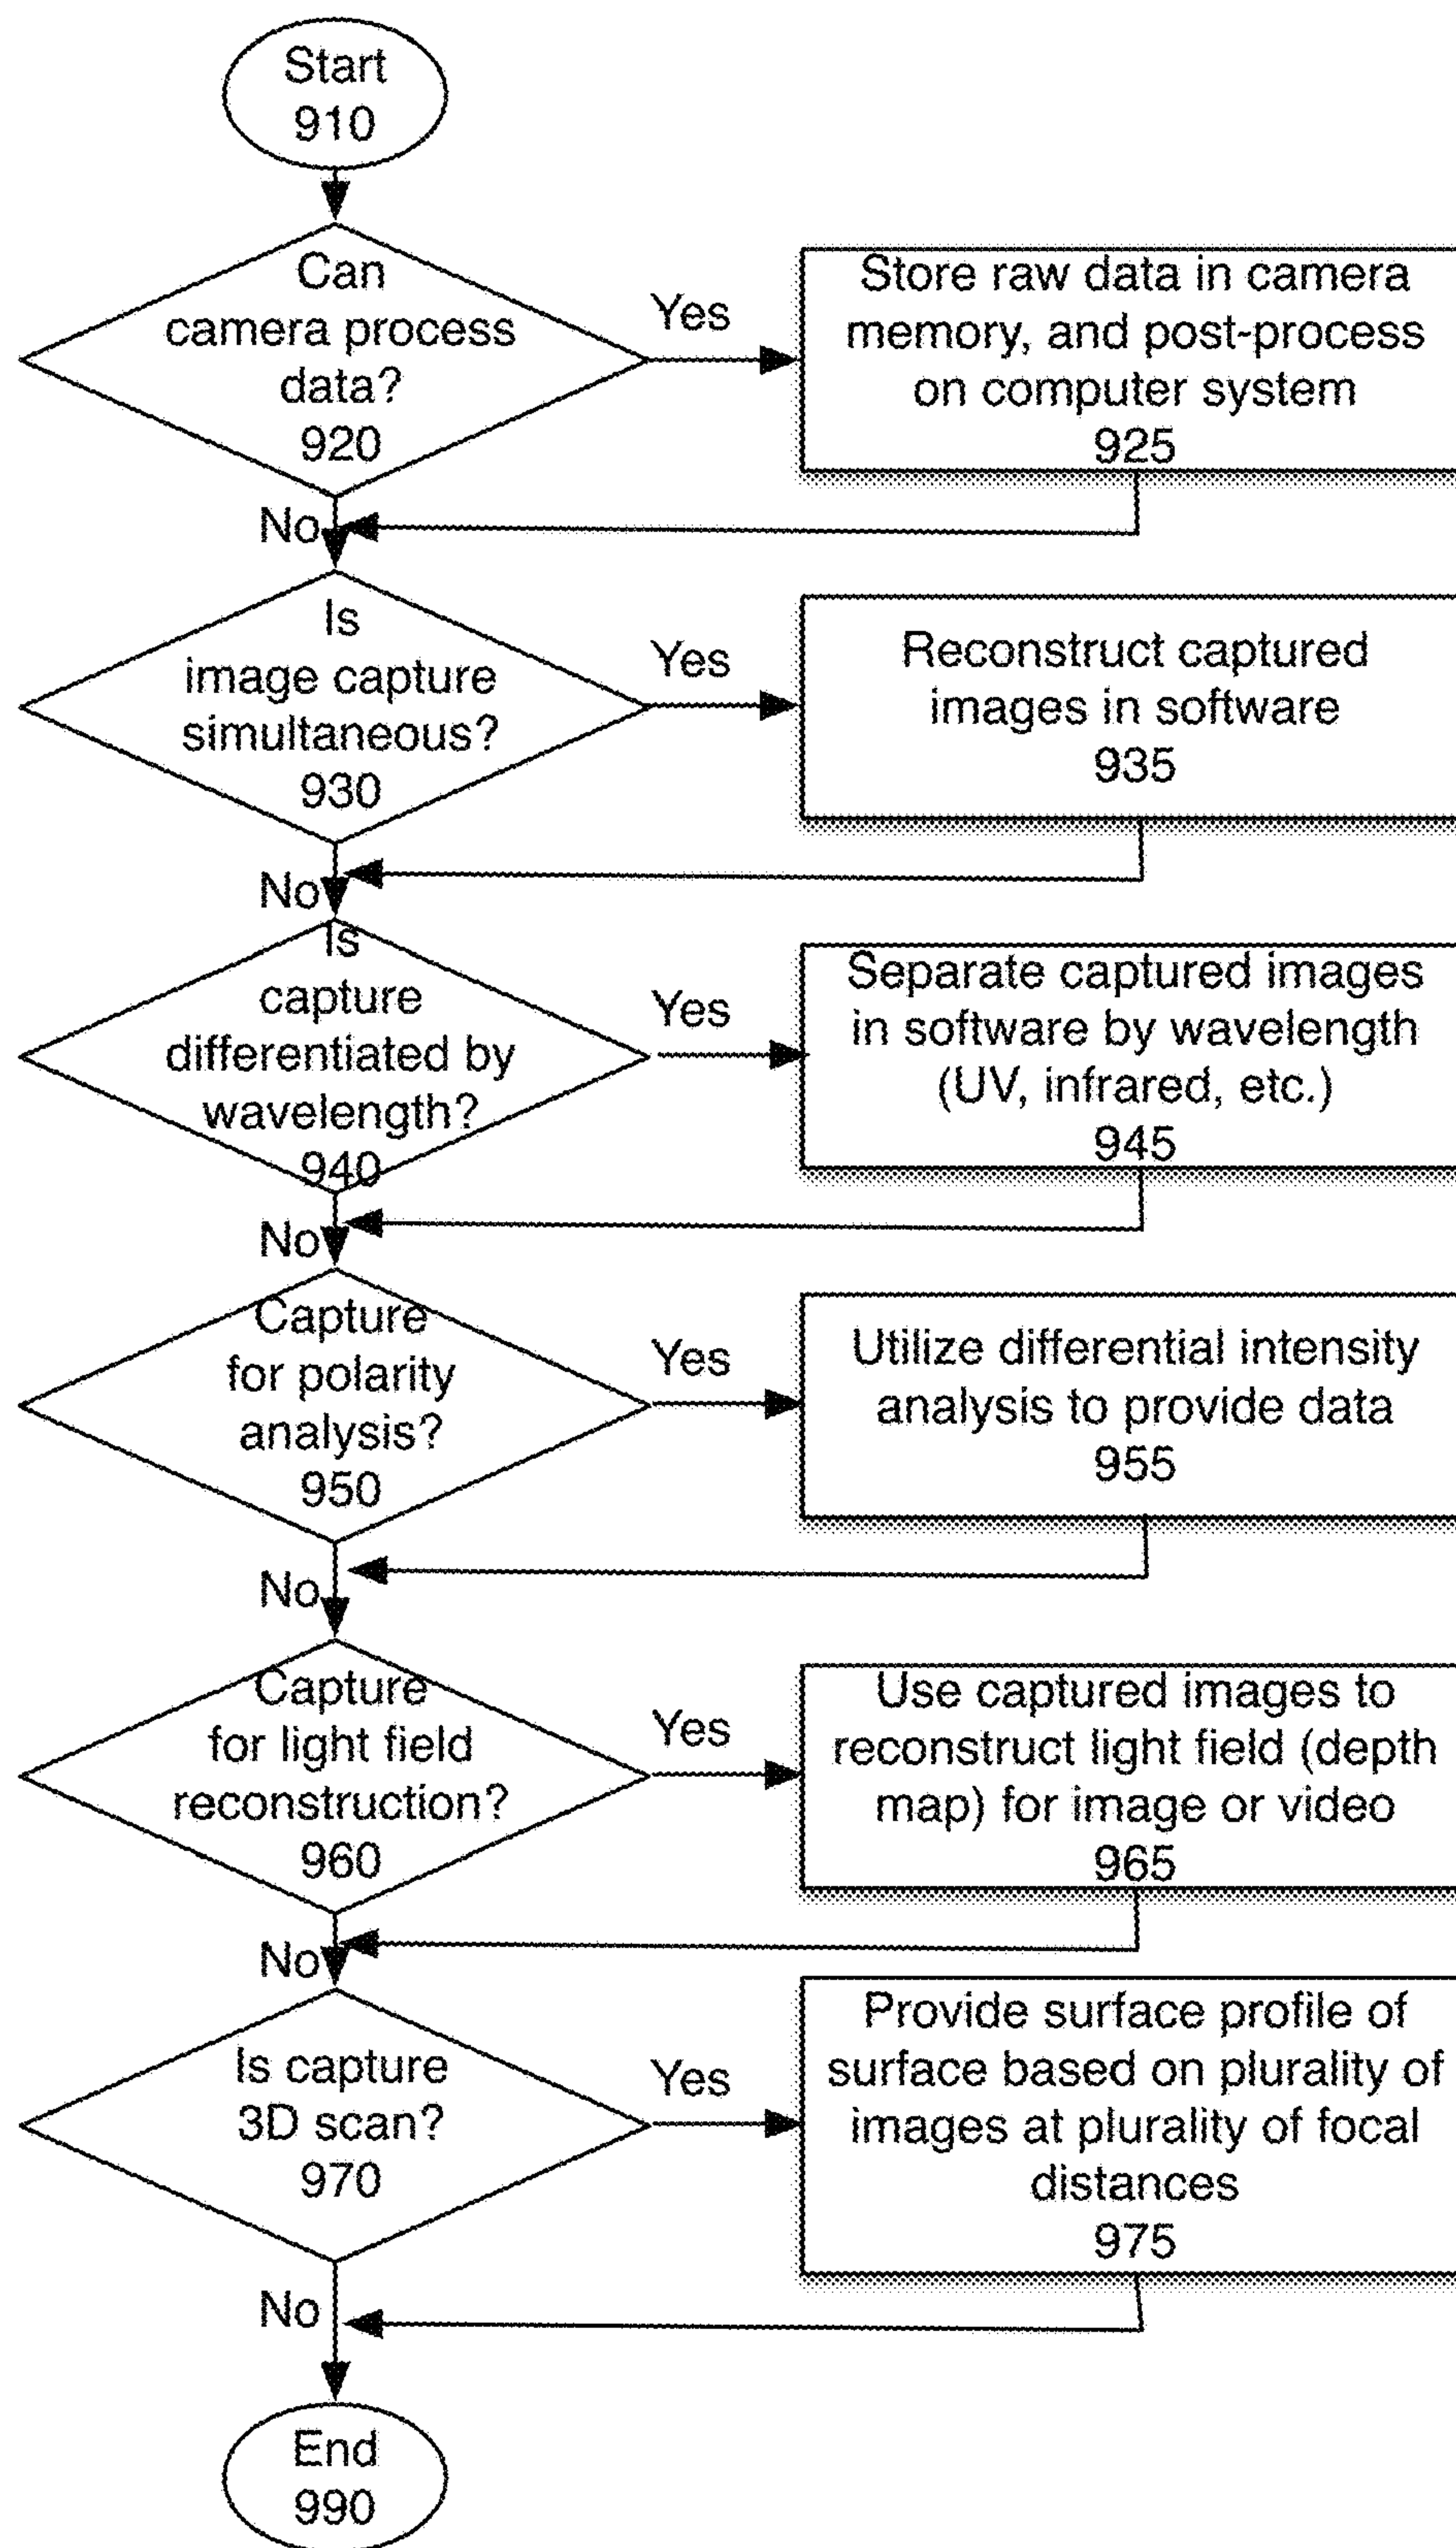 Start
910
Can
camera process
data?
920
Yes
Store raw data in camera
memory, and post-process
on computer system
925
No
Is
image capture
simultaneous?
930
Yes
Reconstruct captured
images in software
935
No
Is
capture
differentiated by
wavelength?
940
Yes
Separate captured images
in software by wavelength
(UV, infrared, etc.)
945
No
Capture
for polarity
analysis?
950
Yes
Utilize differential intensity
analysis to provide data
955
No
Capture
for light field
reconstruction?
960
Yes
Use captured images to
reconstruct light field (depth
map) for image or video
965
No
Is capture
3D scan?
970
Yes
Provide surface profile of
surface based on plurality of
images at plurality of focal
distances
975
No
End
990